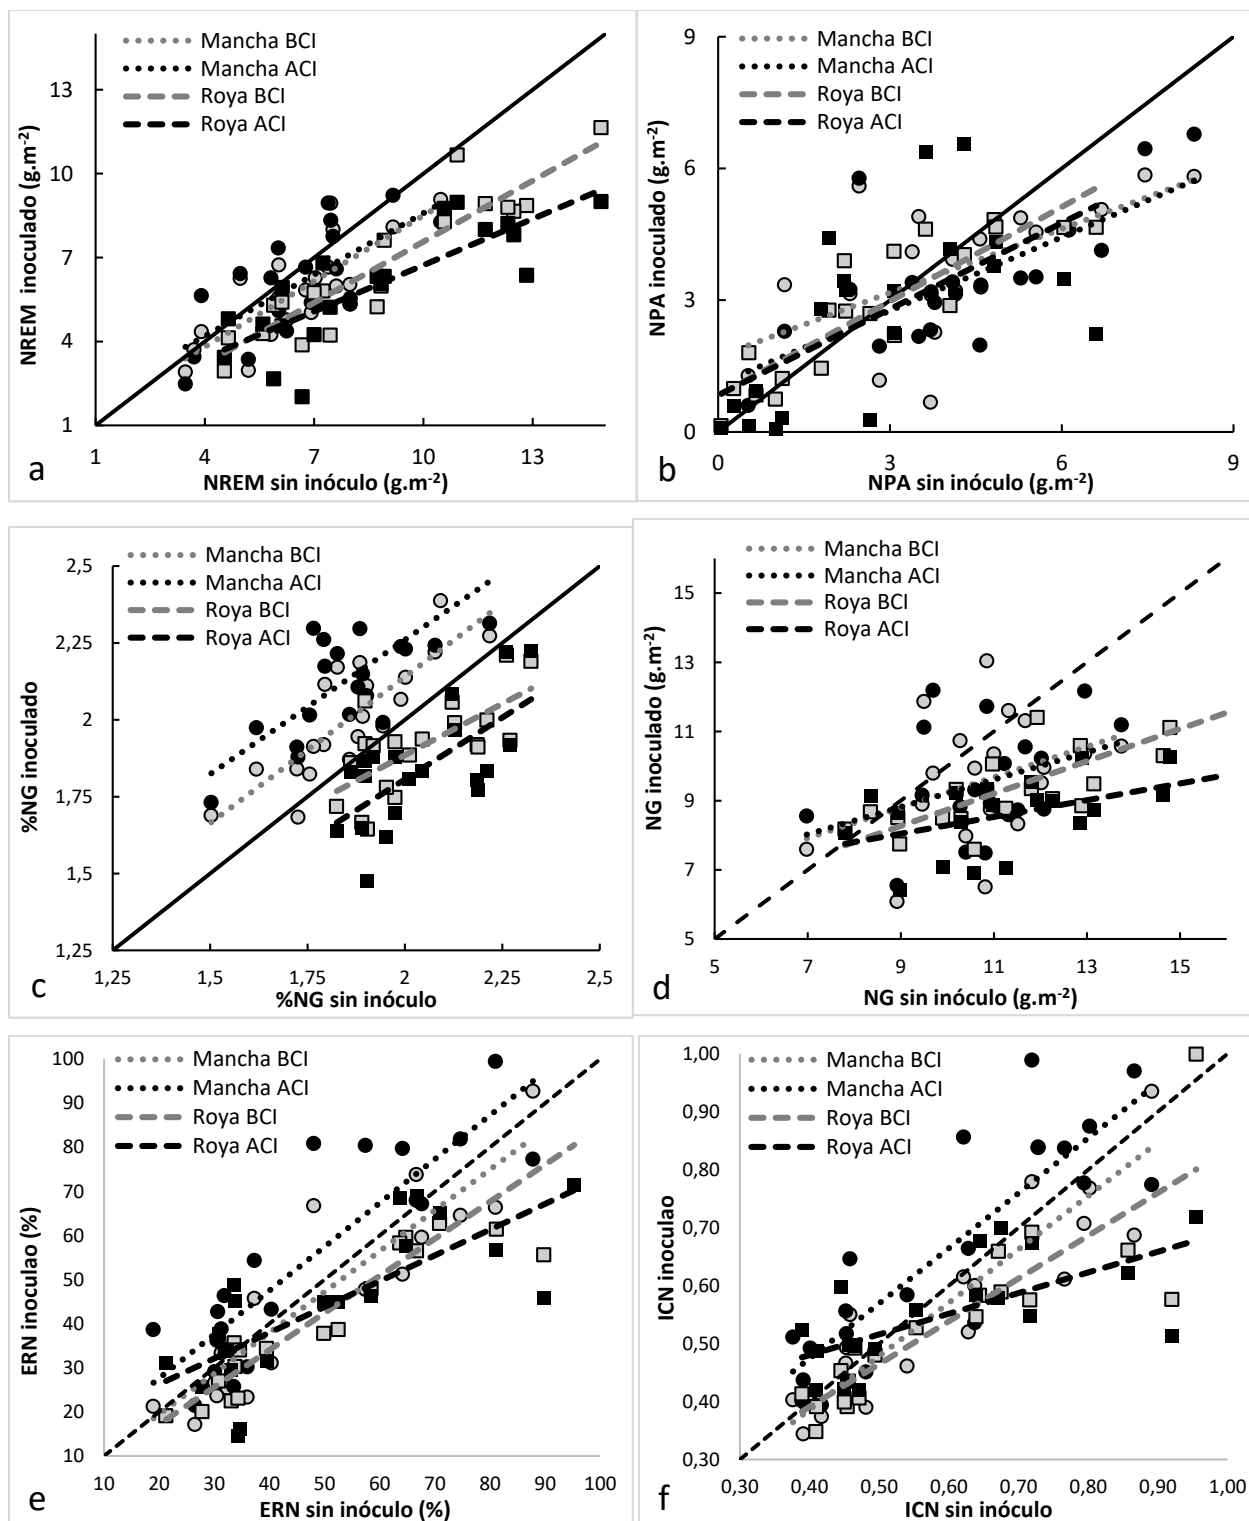 Mancha BCI
Mancha ACI
Roya BCI
Roya ACI
NREM inoculado (g.m-2)
13
10
7
4
1
1 4 7 10 13
a
NREM sin inóculo (g.m-2)
Mancha BCI
Mancha ACI
Roya BCI
Roya ACI
NPA inoculado (g.m-2)
9
6
3
0
0 3 6 9
b
NPA sin inóculo (g.m-2)
Mancha BCI
Mancha ACI
Roya BCI
Roya ACI
%NG inoculado
2,5
2,25
2
1,75
1,5
1,25
1,25 1,5 1,75 2 2,25 2,5
c
%NG sin inóculo
Mancha BCI
Mancha ACI
Roya BCI
Roya ACI
NG inoculado (g.m-2)
15
13
11
9
7
5
5 7 9 11 13 15
d
NG sin inóculo (g.m-2)
Mancha BCI
Mancha ACI
Roya BCI
Roya ACI
ERN inoculao (%)
100
90
80
70
60
50
40
30
20
10
10 20 30 40 50 60 70 80 90 100
e
ERN sin inóculo (%)
Mancha BCI
Mancha ACI
Roya BCI
Roya ACI
ICN inoculao
1,00
0,90
0,80
0,70
0,60
0,50
0,40
0,30
0,30 0,40 0,50 0,60 0,70 0,80 0,90 1,00
f
ICN sin inóculo